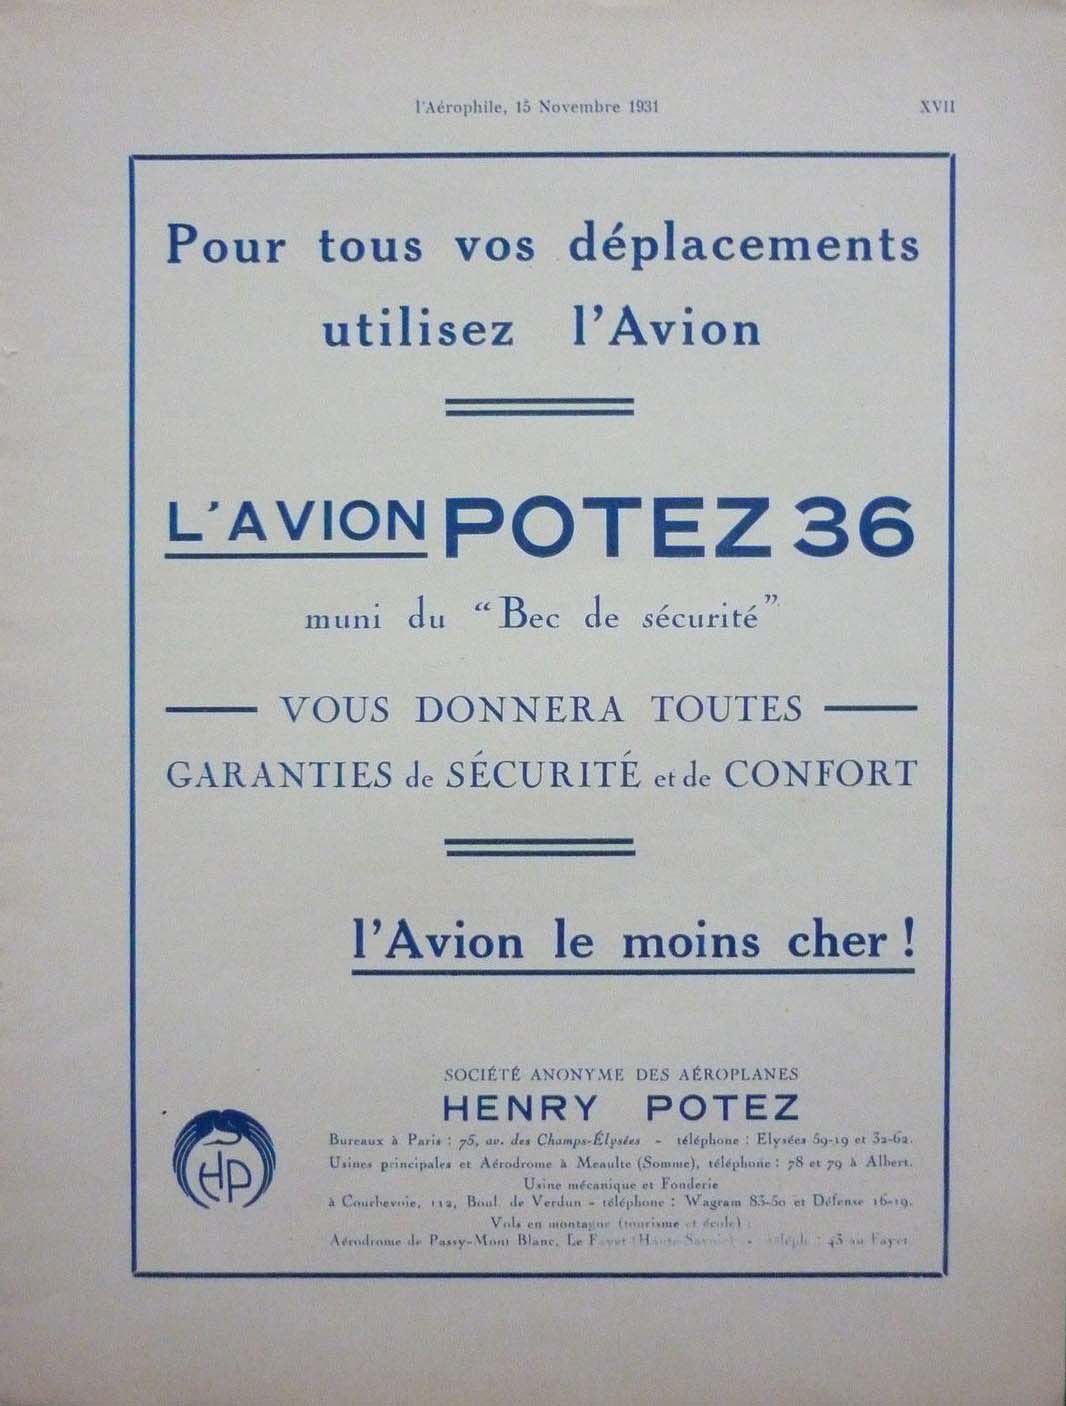 l'Aérophile, 15 Novembre 1931
XVII
Pour tous vos déplacements
utilisez l'Avion
L'AVION POTEZ 36
muni du “Bec de sécurité”
VOUS DONNERA TOUTES
GARANTIES de SÉCURITÉ et de CONFORT
l'Avion le moins cher !
SOCIÉTÉ ANONYME DES AÉROPLANES
HENRY POTEZ
HP
Bureaux à Paris : 75, av. des Champs-Élysées - téléphone : Elysées 59-19 et 32-62.
Usines principales et Aérodrome à Meaulte (Somme), téléphone : 78 et 79 à Albert.
Usine mécanique et Fonderie
à Courbevoie, 112, Boul. de Verdun - téléphone : Wagram 83-50 et Défense 16-19.
Vols en montagne (tourisme et école) :
Aérodrome de Passy-Mont Blanc, Le Fayet (Haute-Savoie) - téléph : 43 au Fayet